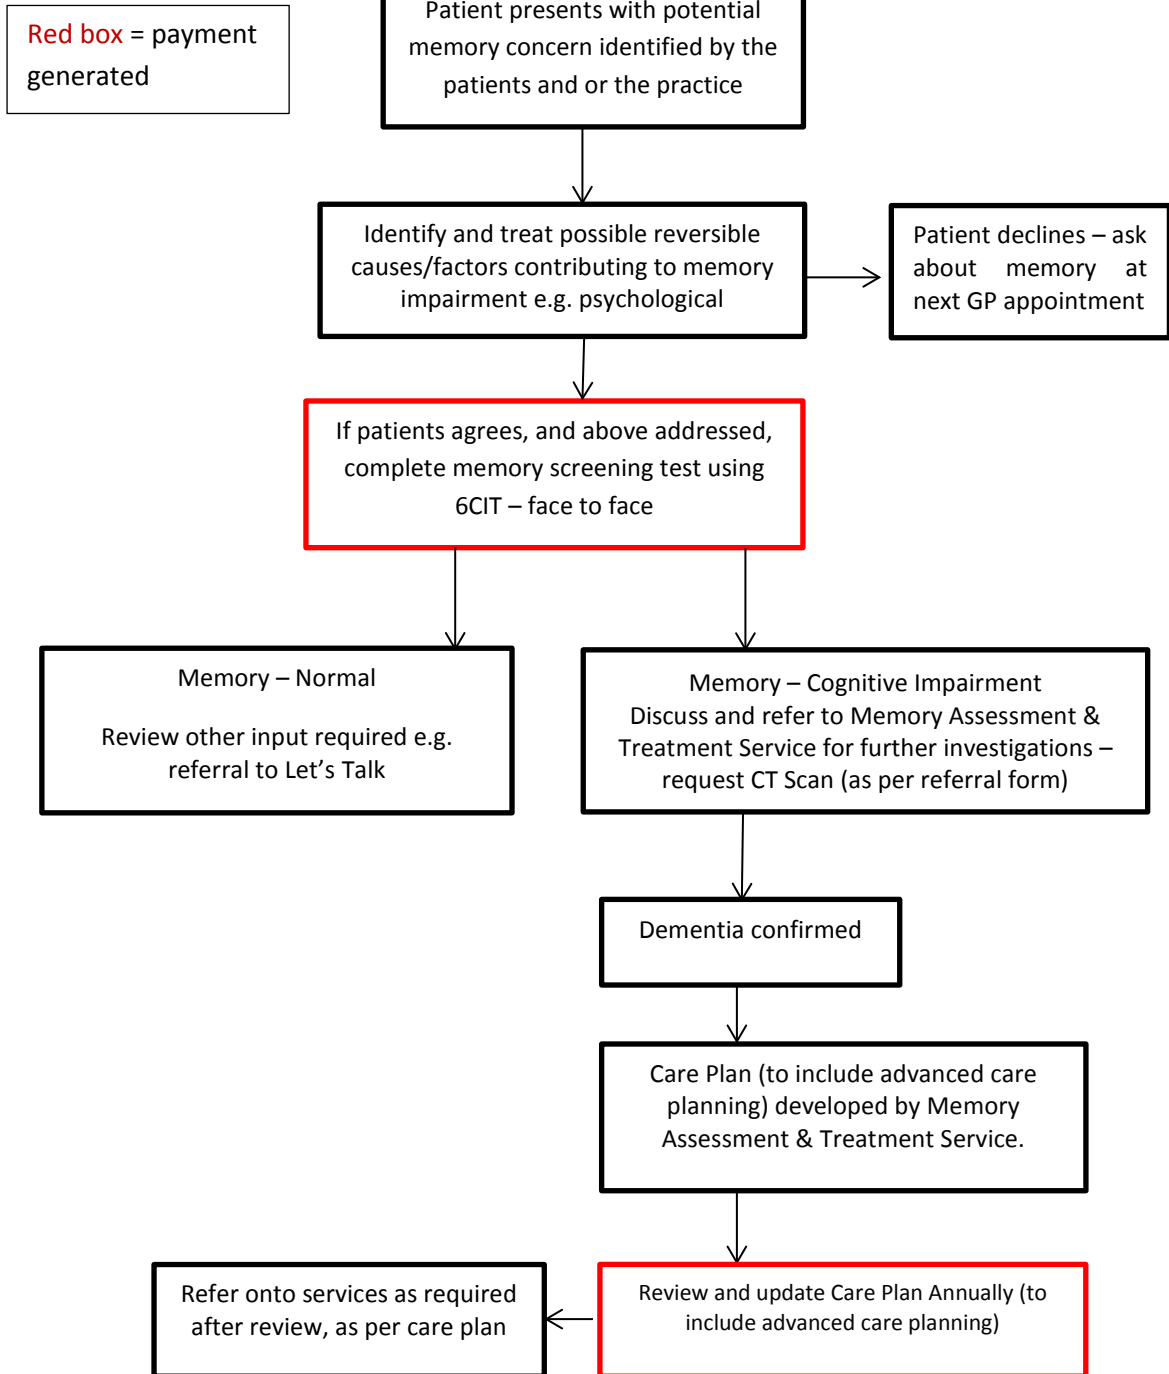 Red box = payment
generated
Patient presents with potential
memory concern identified by the
patients and or the practice
Identify and treat possible reversible
causes/factors contributing to memory
impairment e.g. psychological
Patient declines – ask
about memory at
next GP appointment
If patients agrees, and above addressed,
complete memory screening test using
6CIT – face to face
Memory – Normal
Review other input required e.g.
referral to Let’s Talk
Memory – Cognitive Impairment
Discuss and refer to Memory Assessment &
Treatment Service for further investigations –
request CT Scan (as per referral form)
Dementia confirmed
Care Plan (to include advanced care
planning) developed by Memory
Assessment & Treatment Service.
Refer onto services as required
after review, as per care plan
Review and update Care Plan Annually (to
include advanced care planning)